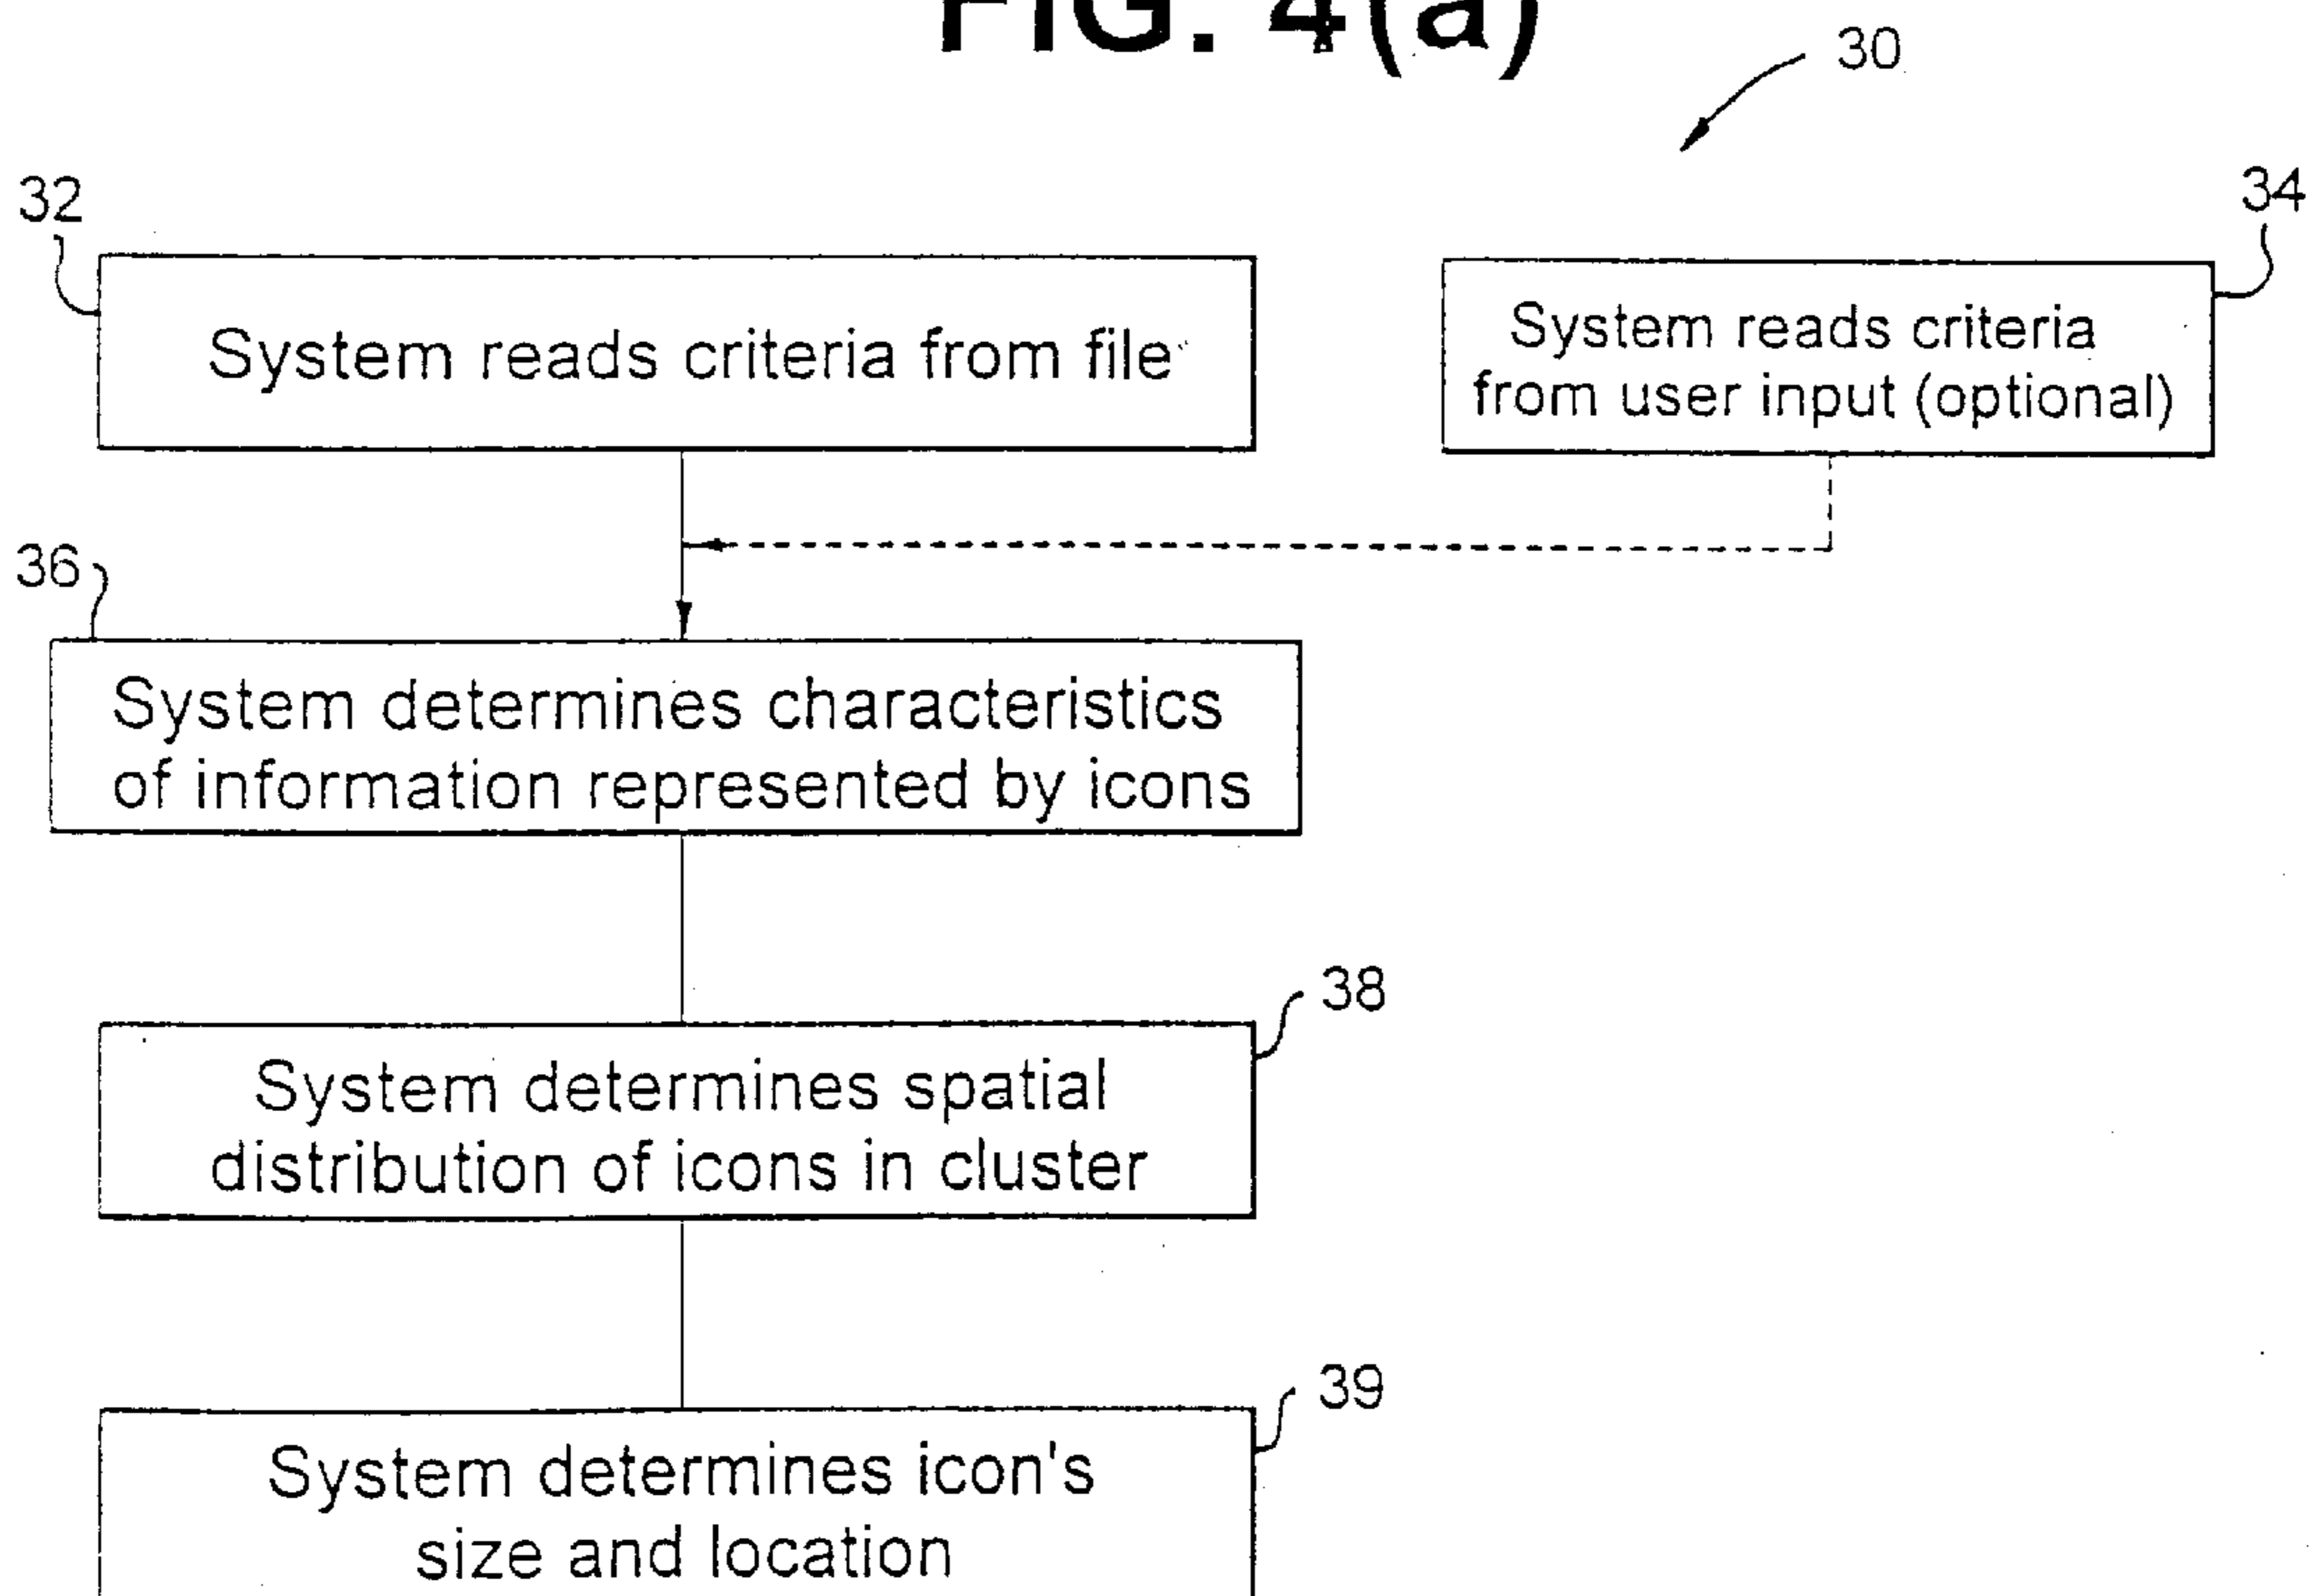 FIG. 4(a)
30
32
34
System reads criteria from file
System reads criteria
from user input (optional)
36
System determines characteristics
of information represented by icons
38
System determines spatial
distribution of icons in cluster
39
System determines icon's
size and location